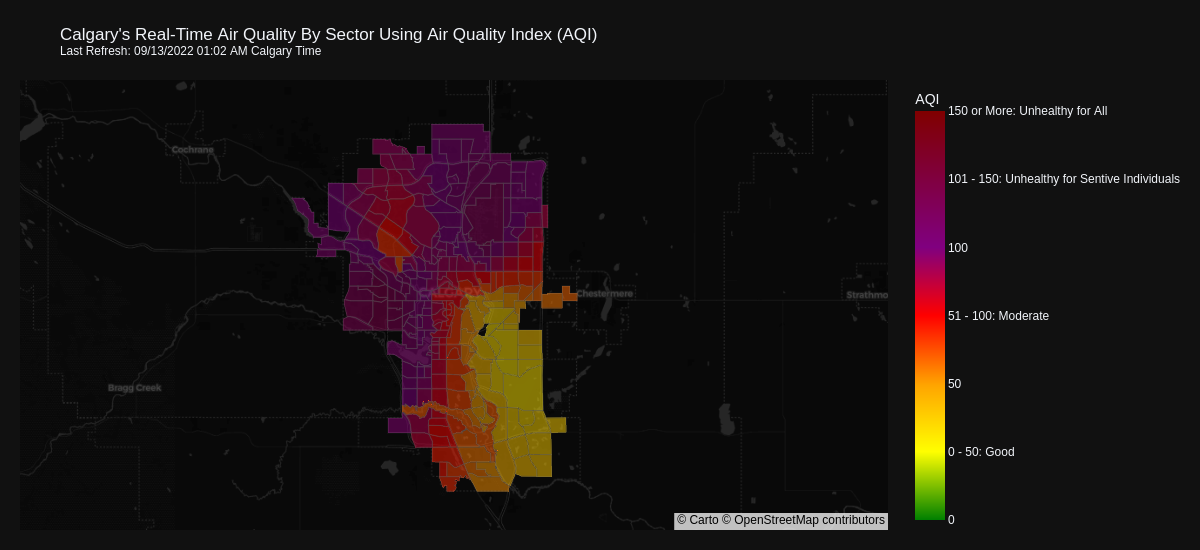 Calgary's Real-Time Air Quality By Sector Using Air Quality Index (AQI)
Last Refresh: 09/13/2022 01:02 AM Calgary Time
AQI
150 or More: Unhealthy for All
Cochrane
101 - 150: Unhealthy for Sentive Individuals
100
CALGARY
Chestermere
Strathmo
51 - 100: Moderate
Bragg Creek
50
0 - 50: Good
© Carto © OpenStreetMap contributors
0